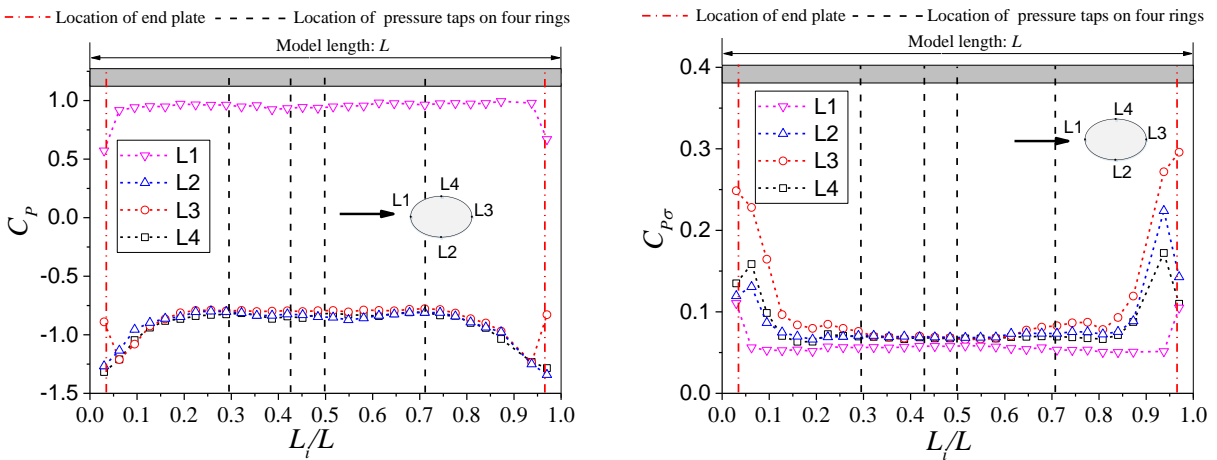 Location of end plate Location of pressure taps on four rings
Model length: L
C_P
1.0
0.5
0.0
-0.5
-1.0
-1.5
L1
L2
L3
L4
L4
L1
L3
L2
0.0 0.1 0.2 0.3 0.4 0.5 0.6 0.7 0.8 0.9 1.0
L_i/L
Location of end plate Location of pressure taps on four rings
Model length: L
C_Pσ
0.4
0.3
0.2
0.1
0.0
L1
L2
L3
L4
L4
L1
L3
L2
0.0 0.1 0.2 0.3 0.4 0.5 0.6 0.7 0.8 0.9 1.0
L_i/L